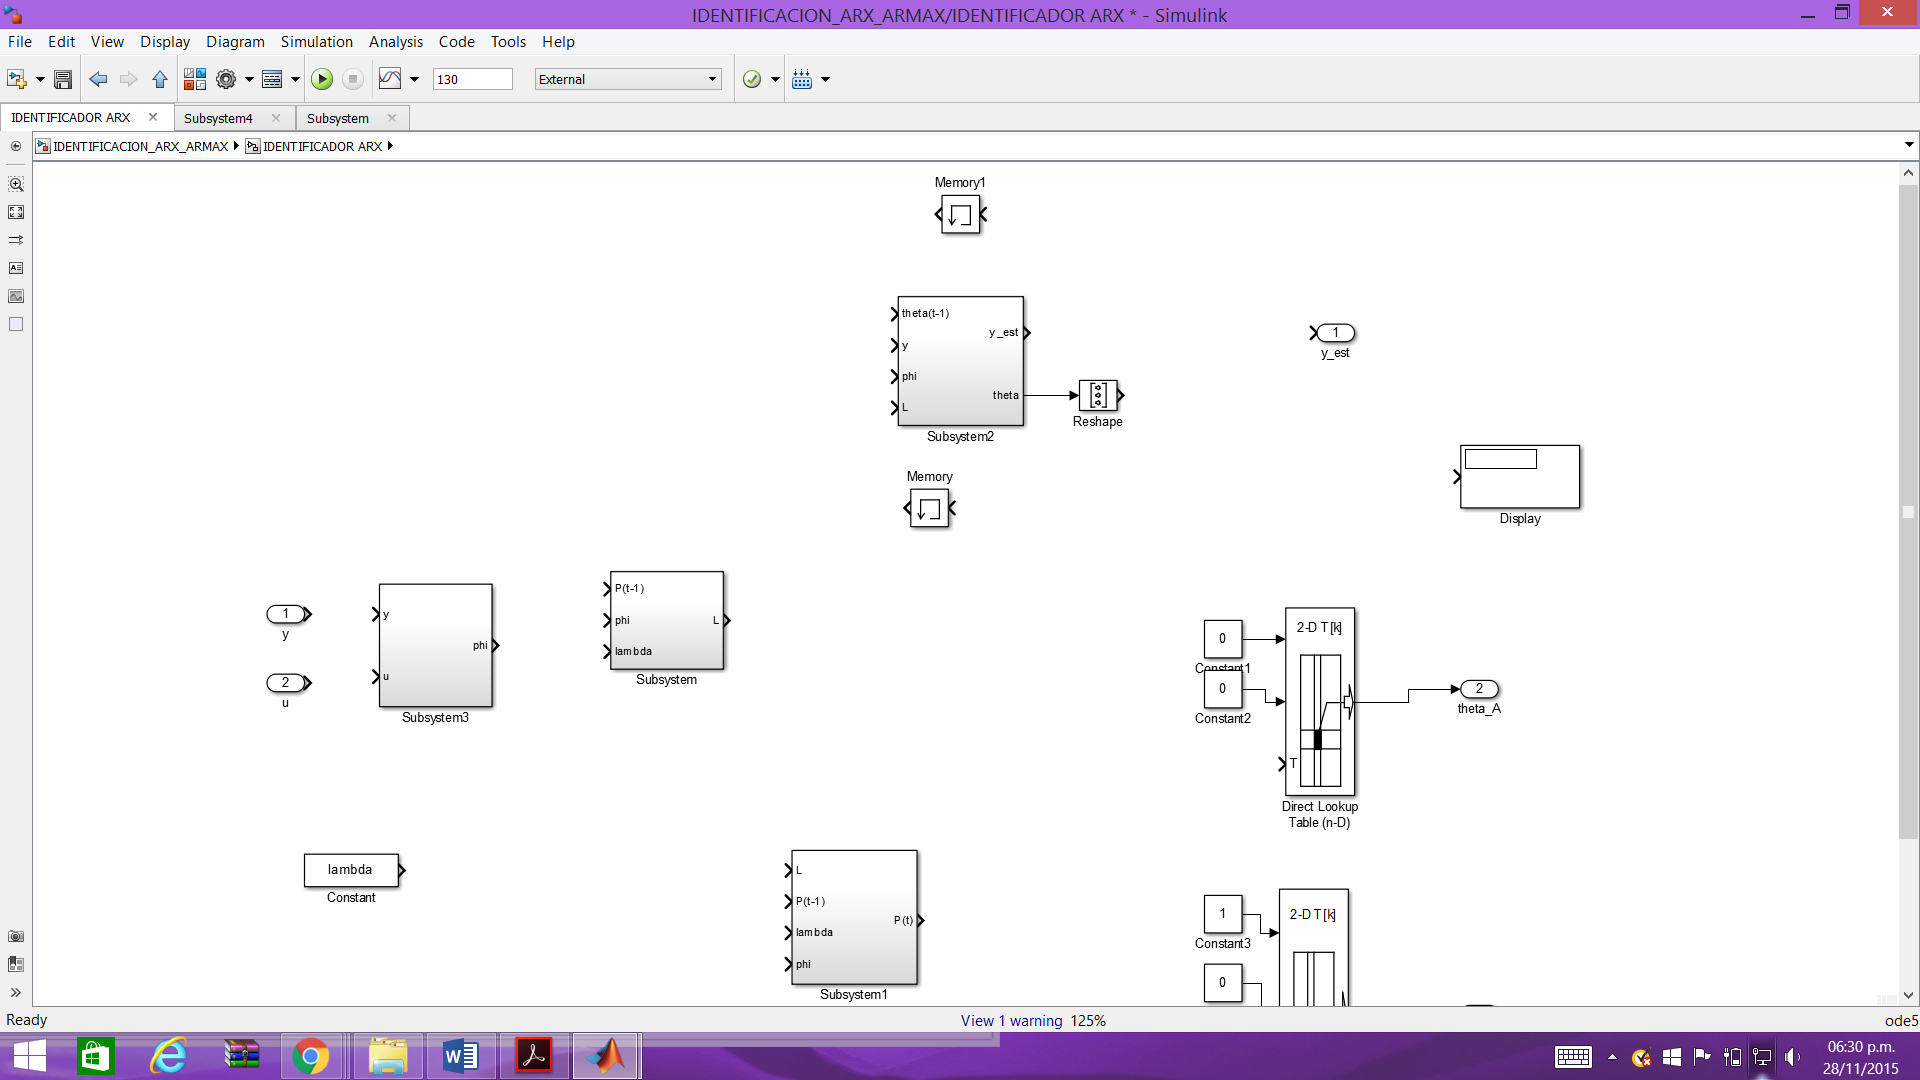 IDENTIFICACION_ARX_ARMAX/IDENTIFICADOR ARX * - Simulink
File Edit View Display Diagram Simulation Analysis Code Tools Help
130 External
IDENTIFICADOR ARX Subsystem4 Subsystem
IDENTIFICACION_ARX_ARMAX IDENTIFICADOR ARX
Memory1
theta(t-1)
y
phi
L
y_est
theta
Subsystem2
Reshape
1
y_est
Memory
Display
1
y
2
u
y
u
phi
Subsystem3
P(t-1)
phi
lambda
L
Subsystem
0
Constant1
0
Constant2
2-D T[k]
T
Direct Lookup
Table (n-D)
2
theta_A
lambda
Constant
L
P(t-1)
lambda
phi
P(t)
Subsystem1
1
Constant3
0
2-D T[k]
Ready
View 1 warning 125%
ode5
06:30 p.m.
28/11/2015